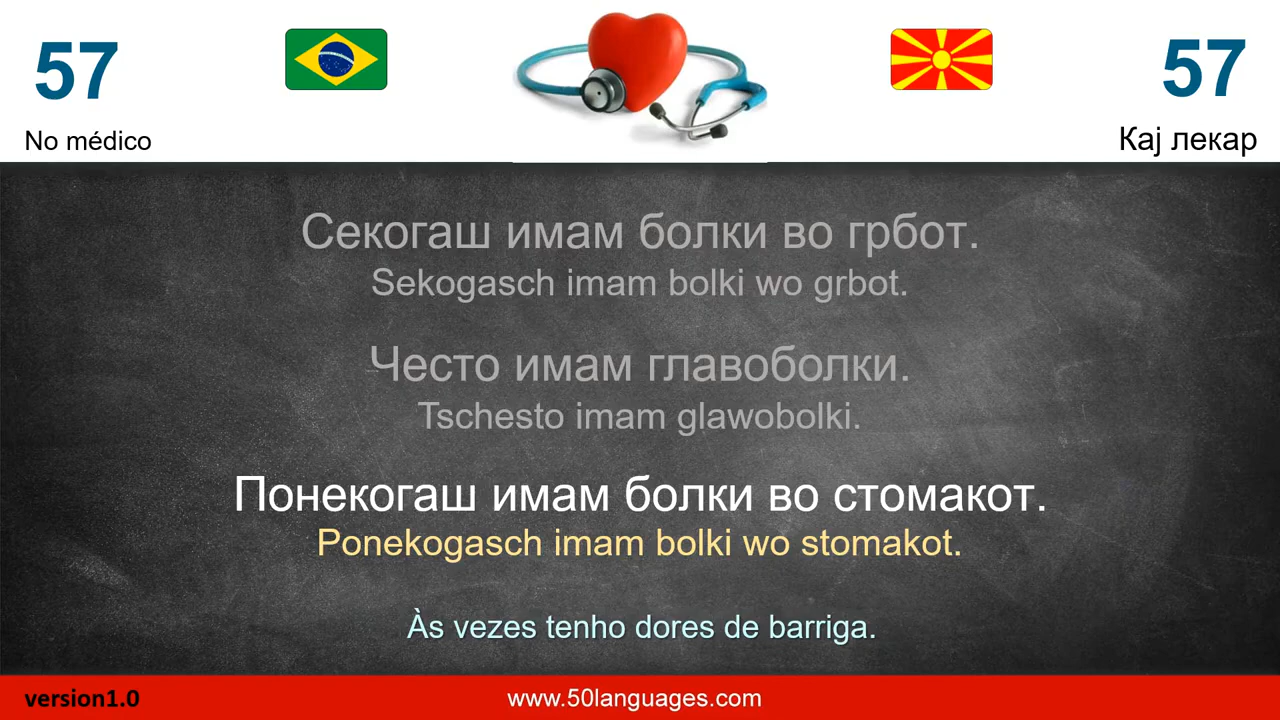 57
57
No médico
Кај лекар
Секогаш имам болки во грбот.
Sekogasch imam bolki wo grbot.
Често имам главоболки.
Tschesto imam glawobolki.
Понекогаш имам болки во стомакот.
Ponekogasch imam bolki wo stomakot.
Às vezes tenho dores de barriga.
version1.0
www.50languages.com